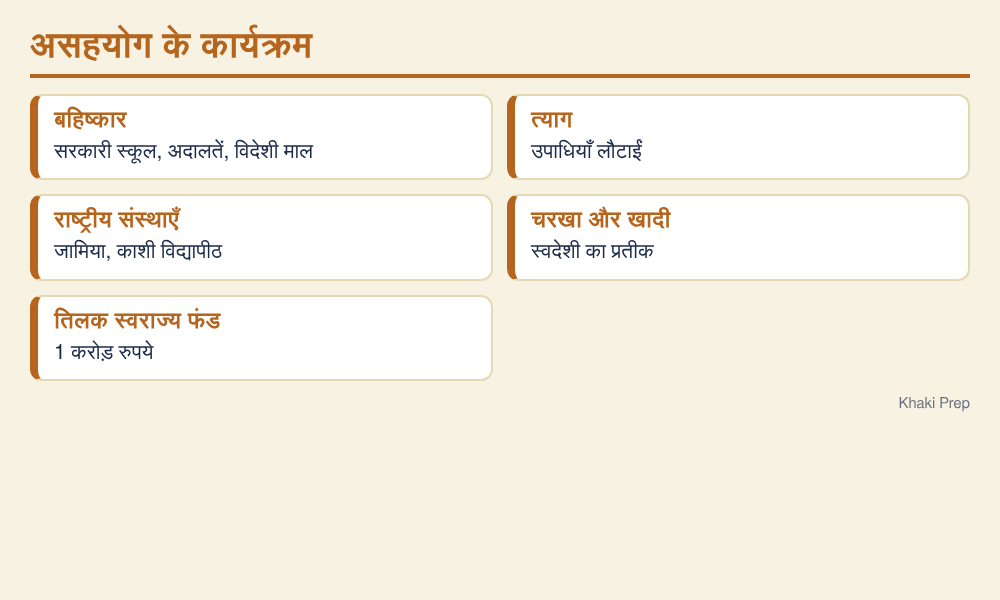 असहयोग के कार्यक्रम
बहिष्कार
सरकारी स्कूल, अदालतें, विदेशी माल
त्याग
उपाधियाँ लौटाईं
राष्ट्रीय संस्थाएँ
जामिया, काशी विद्यापीठ
चरखा और खादी
स्वदेशी का प्रतीक
तिलक स्वराज्य फंड
1 करोड़ रुपये
Khaki Prep